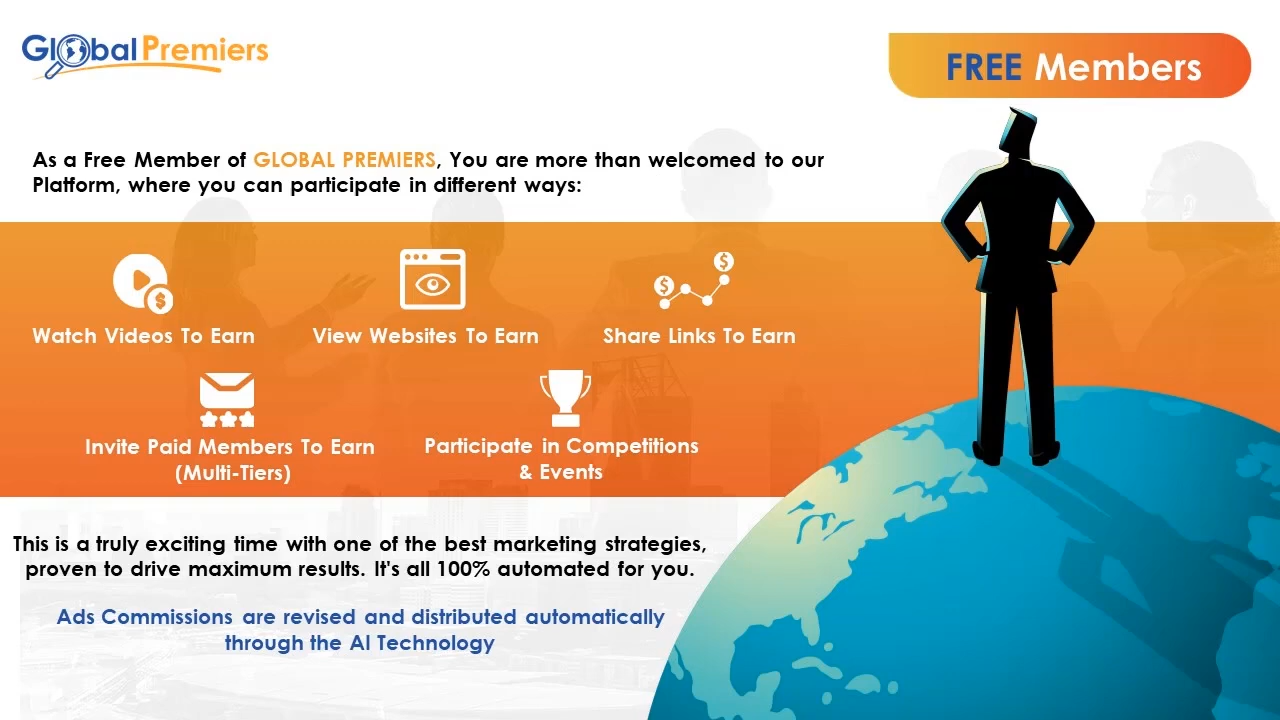 Global Premiers
FREE Members
As a Free Member of GLOBAL PREMIERS, You are more than welcomed to our
Platform, where you can participate in different ways:
Watch Videos To Earn
View Websites To Earn
Share Links To Earn
Invite Paid Members To Earn
(Multi-Tiers)
Participate in Competitions
& Events
This is a truly exciting time with one of the best marketing strategies,
proven to drive maximum results. It's all 100% automated for you.
Ads Commissions are revised and distributed automatically
through the AI Technology